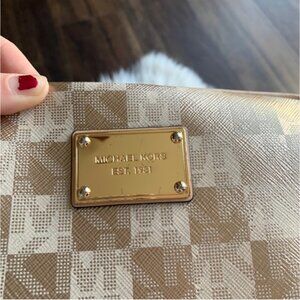 MICHAEL KORS
EST. 1981